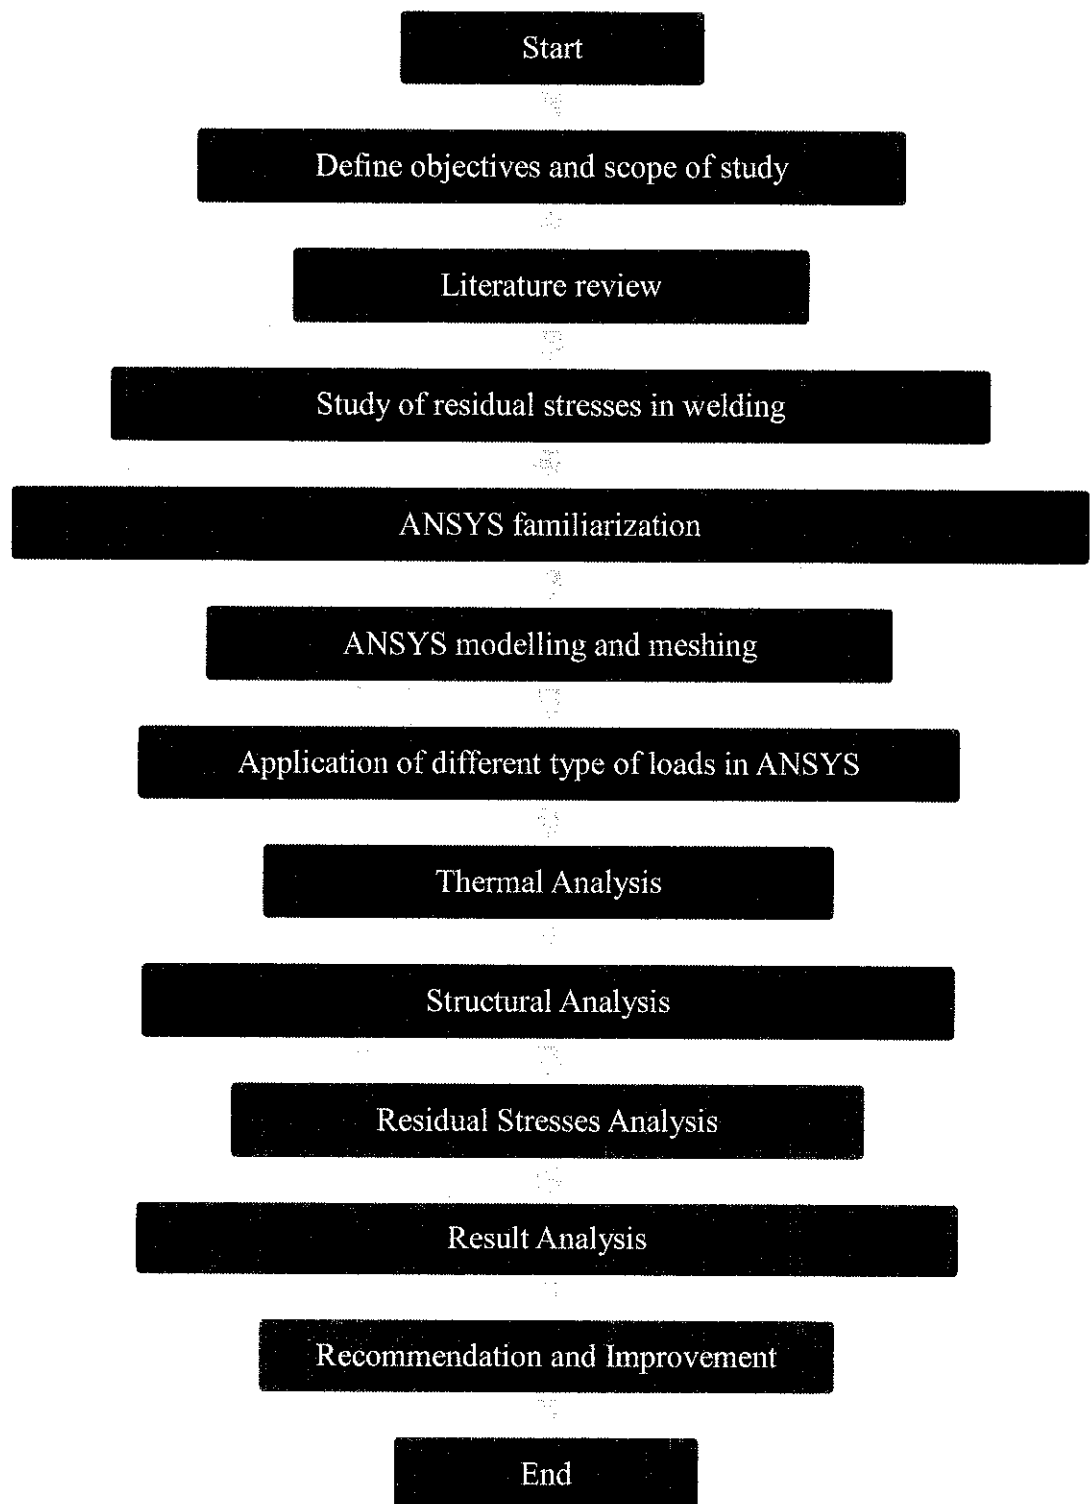 Start
Define objectives and scope of study
Literature review
Study of residual stresses in welding
ANSYS familiarization
ANSYS modelling and meshing
Application of different type of loads in ANSYS
Thermal Analysis
Structural Analysis
Residual Stresses Analysis
Result Analysis
Recommendation and Improvement
End